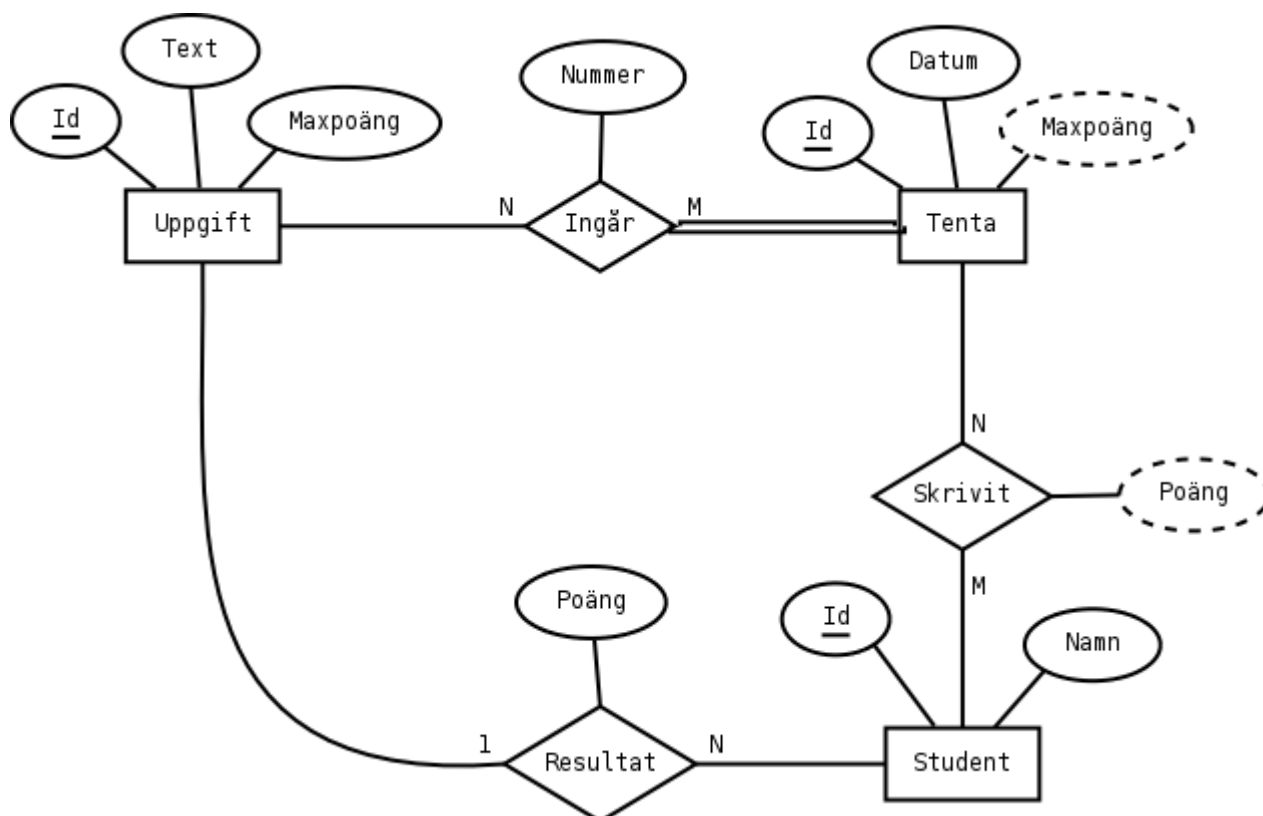 Text
Id
Maxpoäng
Nummer
Datum
Id
Maxpoäng
Uppgift
N
Ingår
M
Tenta
N
Skrivit
Poäng
M
Poäng
Id
Namn
1
Resultat
N
Student